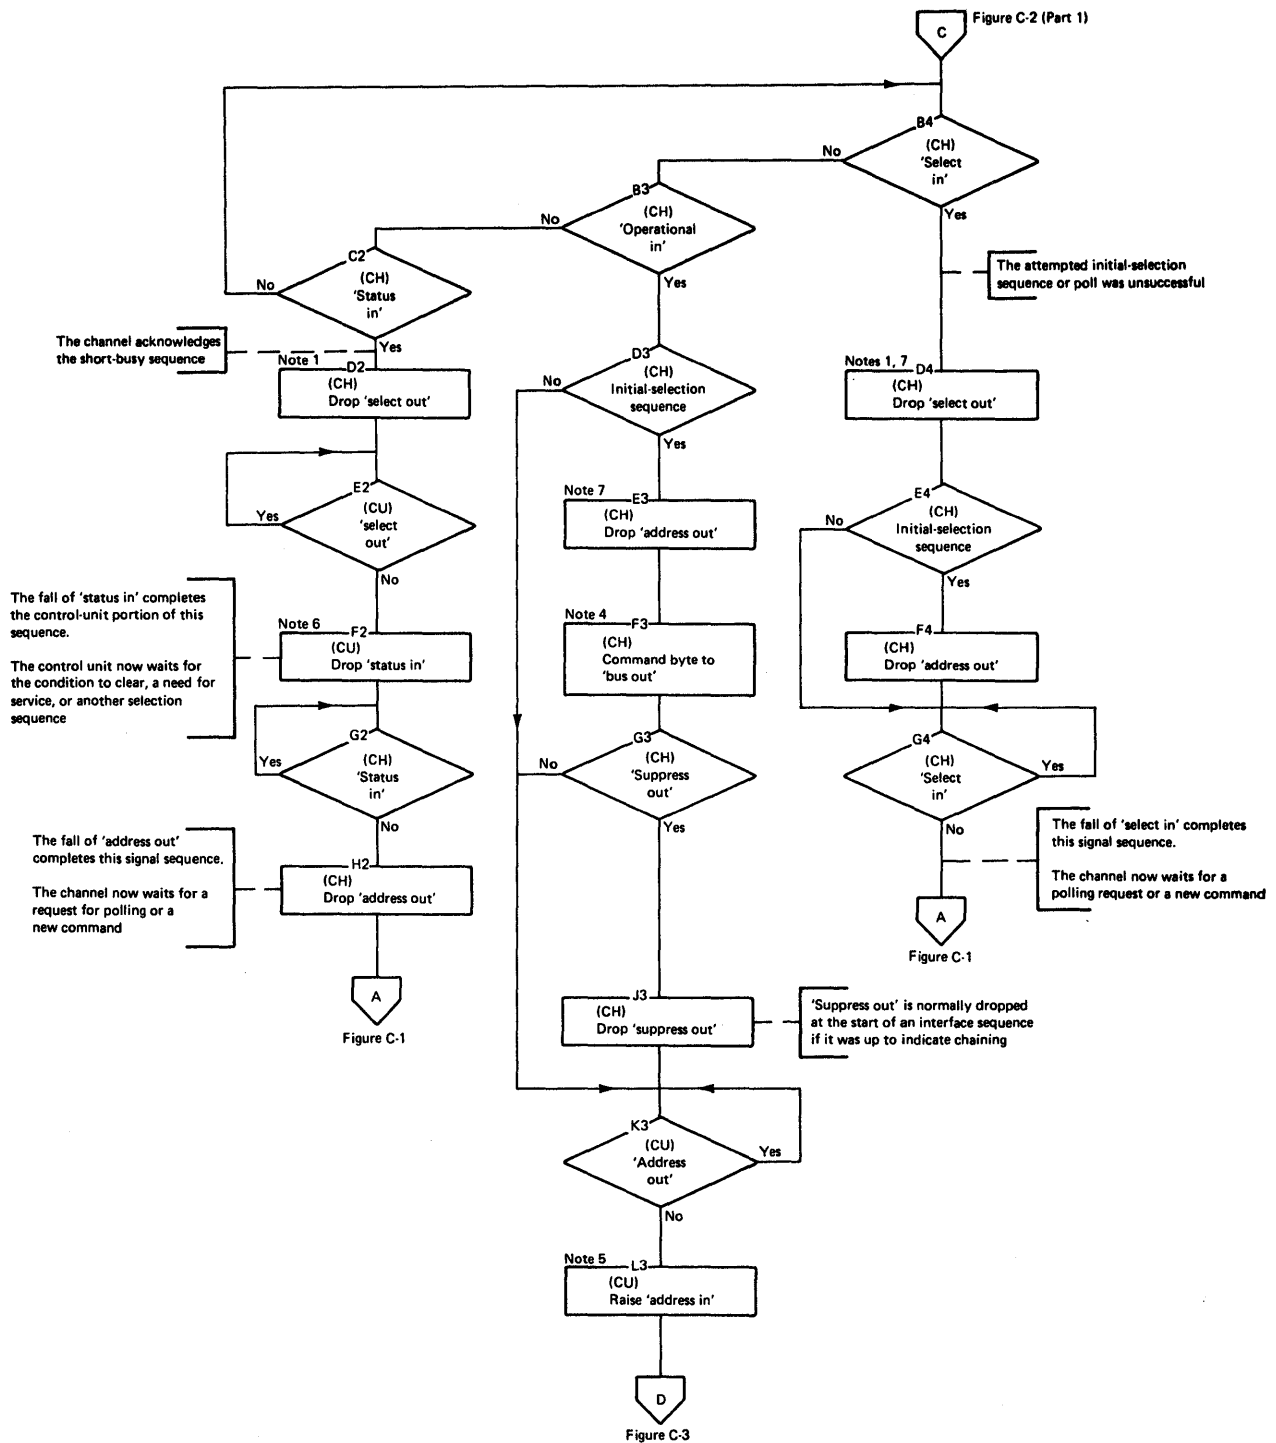 C
Figure C-2 (Part 1)
B4
(CH)
'Select
in'
No
Yes
B3
(CH)
'Operational
in'
No
Yes
C2
(CH)
'Status
in'
No
Yes
The attempted initial-selection
sequence or poll was unsuccessful
The channel acknowledges
the short-busy sequence
Note 1
D2
(CH)
Drop 'select out'
D3
(CH)
Initial-selection
sequence
No
Yes
Notes 1, 7
D4
(CH)
Drop 'select out'
E2
(CU)
'select
out'
Yes
No
Note 7
E3
(CH)
Drop 'address out'
E4
(CH)
Initial-selection
sequence
No
Yes
The fall of 'status in' completes
the control-unit portion of this
sequence.
The control unit now waits for
the condition to clear, a need for
service, or another selection
sequence
Note 6
F2
(CU)
Drop 'status in'
Note 4
F3
(CH)
Command byte to
'bus out'
F4
(CH)
Drop 'address out'
G2
(CH)
'Status
in'
Yes
No
G3
(CH)
'Suppress
out'
No
Yes
G4
(CH)
'Select
in'
Yes
No
The fall of 'address out'
completes this signal sequence.
The channel now waits for a
request for polling or a
new command
H2
(CH)
Drop 'address out'
The fall of 'select in' completes
this signal sequence.
The channel now waits for a
polling request or a new command
A
Figure C-1
A
Figure C-1
J3
(CH)
Drop 'suppress out'
'Suppress out' is normally dropped
at the start of an interface sequence
if it was up to indicate chaining
K3
(CU)
'Address
out'
Yes
No
Note 5
L3
(CU)
Raise 'address in'
D
Figure C-3